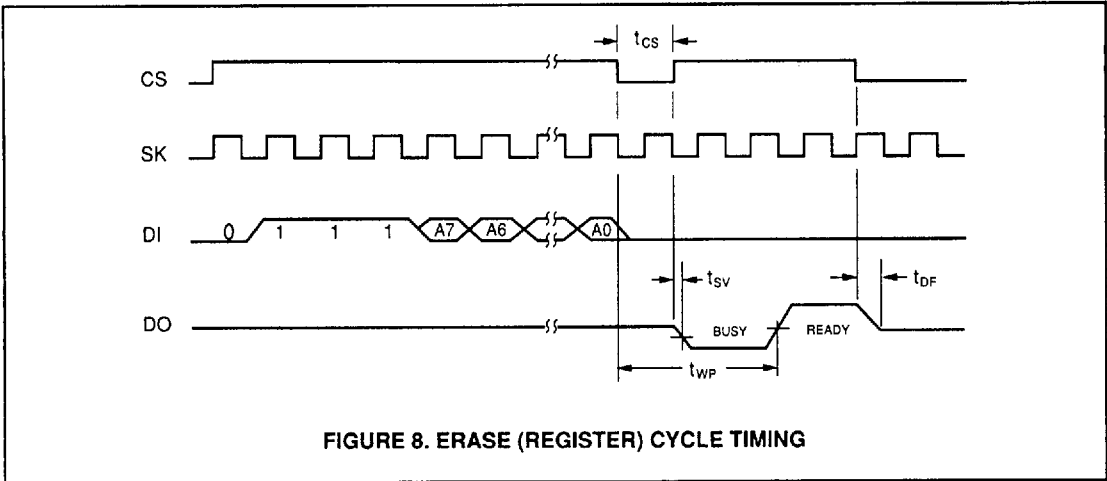 tCS
CS
SK
DI 0 1 1 1 A7 A6 A0
tSV
tDF
DO BUSY READY
tWP
FIGURE 8. ERASE (REGISTER) CYCLE TIMING